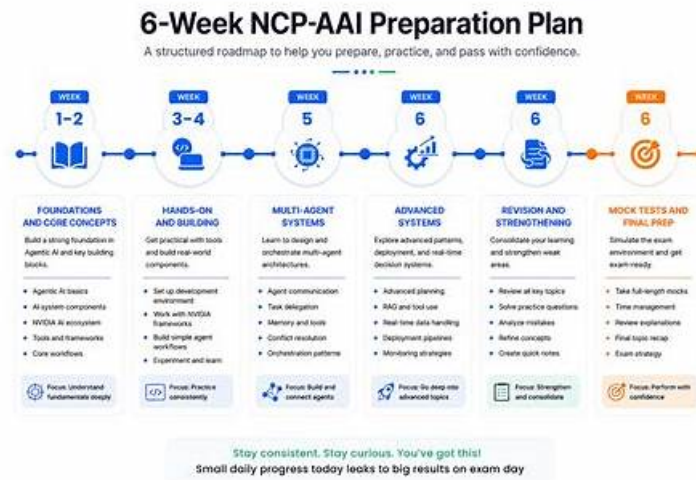 6-Week NCP-AAI Preparation Plan
A structured roadmap to help you prepare, practice, and pass with confidence.
WEEK
1-2
FOUNDATIONS
AND CORE CONCEPTS
Build a strong foundation in
Agentic AI and key building
blocks.
Agentic AI basics
AI system components
NVIDIA AI ecosystem
Tools and frameworks
Core workflows
Focus: Understand
fundamentals deeply
WEEK
3-4
HANDS-ON
AND BUILDING
Get practical with tools
and build real-world
components.
Set up development
environment
Work with NVIDIA
frameworks
Build simple agent
workflows
Experiment and learn
Focus: Practice
consistently
WEEK
5
MULTI-AGENT
SYSTEMS
Learn to design and
orchestrate multi-agent
architectures.
Agent communication
Task delegation
Memory and tools
Conflict resolution
Orchestration patterns
Focus: Build and
connect agents
WEEK
6
ADVANCED
SYSTEMS
Explore advanced patterns,
deployment, and real-time
decision systems.
Advanced planning
RAG and tool use
Real-time data handling
Deployment pipelines
Monitoring strategies
Focus: Go deep into
advanced topics
WEEK
6
REVISION AND
STRENGTHENING
Consolidate your learning
and strengthen weak
areas.
Review all key topics
Solve practice questions
Analyze mistakes
Refine concepts
Create quick notes
Focus: Strengthen
and consolidate
WEEK
6
MOCK TESTS AND
FINAL PREP
Simulate the exam
environment and get
exam-ready.
Take full-length mocks
Time management
Review explanations
Final topic recap
Exam strategy
Focus: Perform with
confidence
Stay consistent. Stay curious. You've got this!
Small daily progress today leaks to big results on exam day